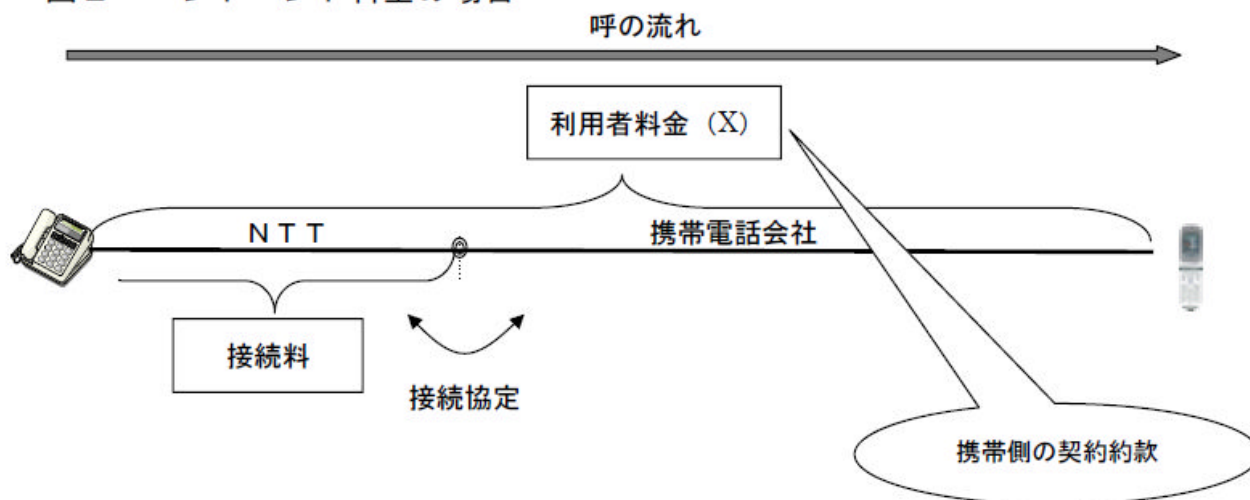 呼の流れ
利用者料金（X）
ＮＴＴ
携帯電話会社
接続料
接続協定
携帯側の契約約款